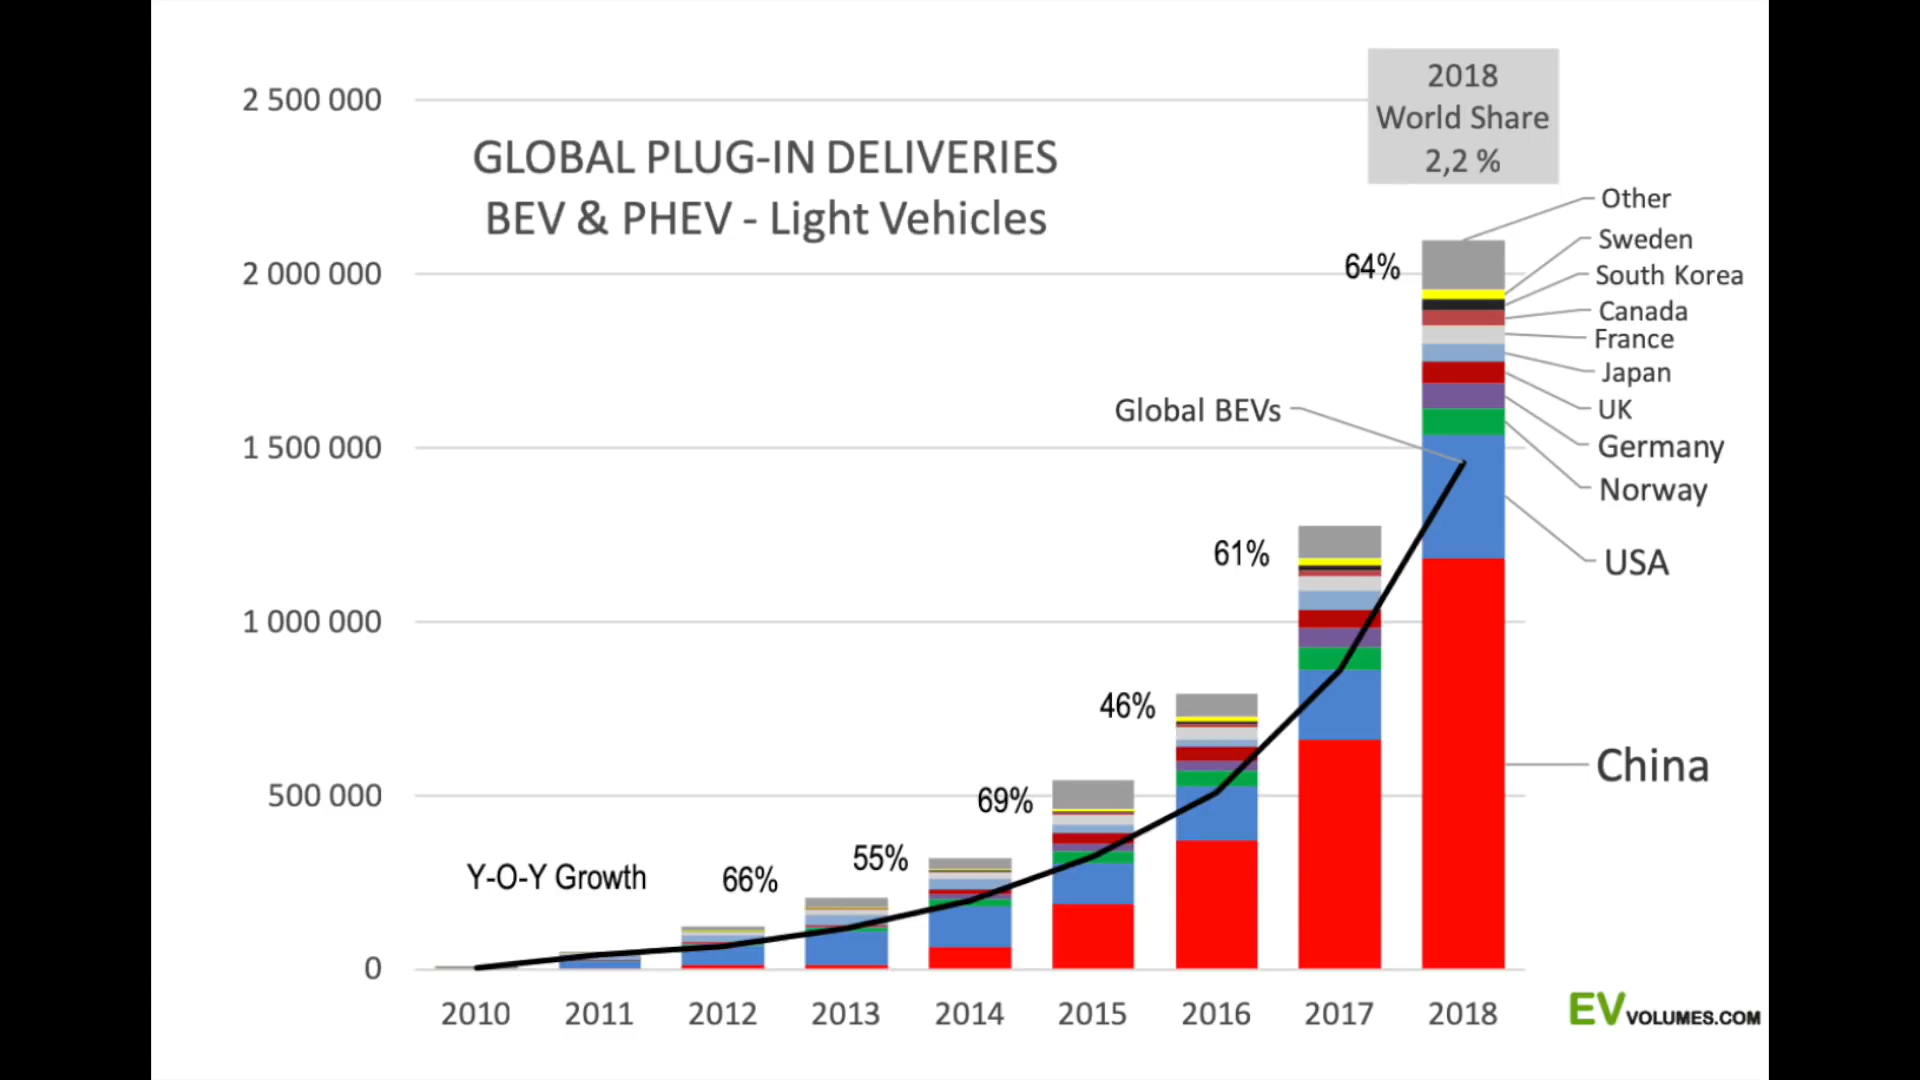 2018
World Share
2,2 %
2 500 000
GLOBAL PLUG-IN DELIVERIES
BEV & PHEV - Light Vehicles
Other
Sweden
64%
2 000 000
South Korea
Canada
France
Japan
Global BEVs
UK
1 500 000
Germany
Norway
61%
USA
1 000 000
46%
China
500 000
69%
55%
Y-O-Y Growth
66%
0
2010 2011 2012 2013 2014 2015 2016 2017 2018
EVVOLUMES.COM